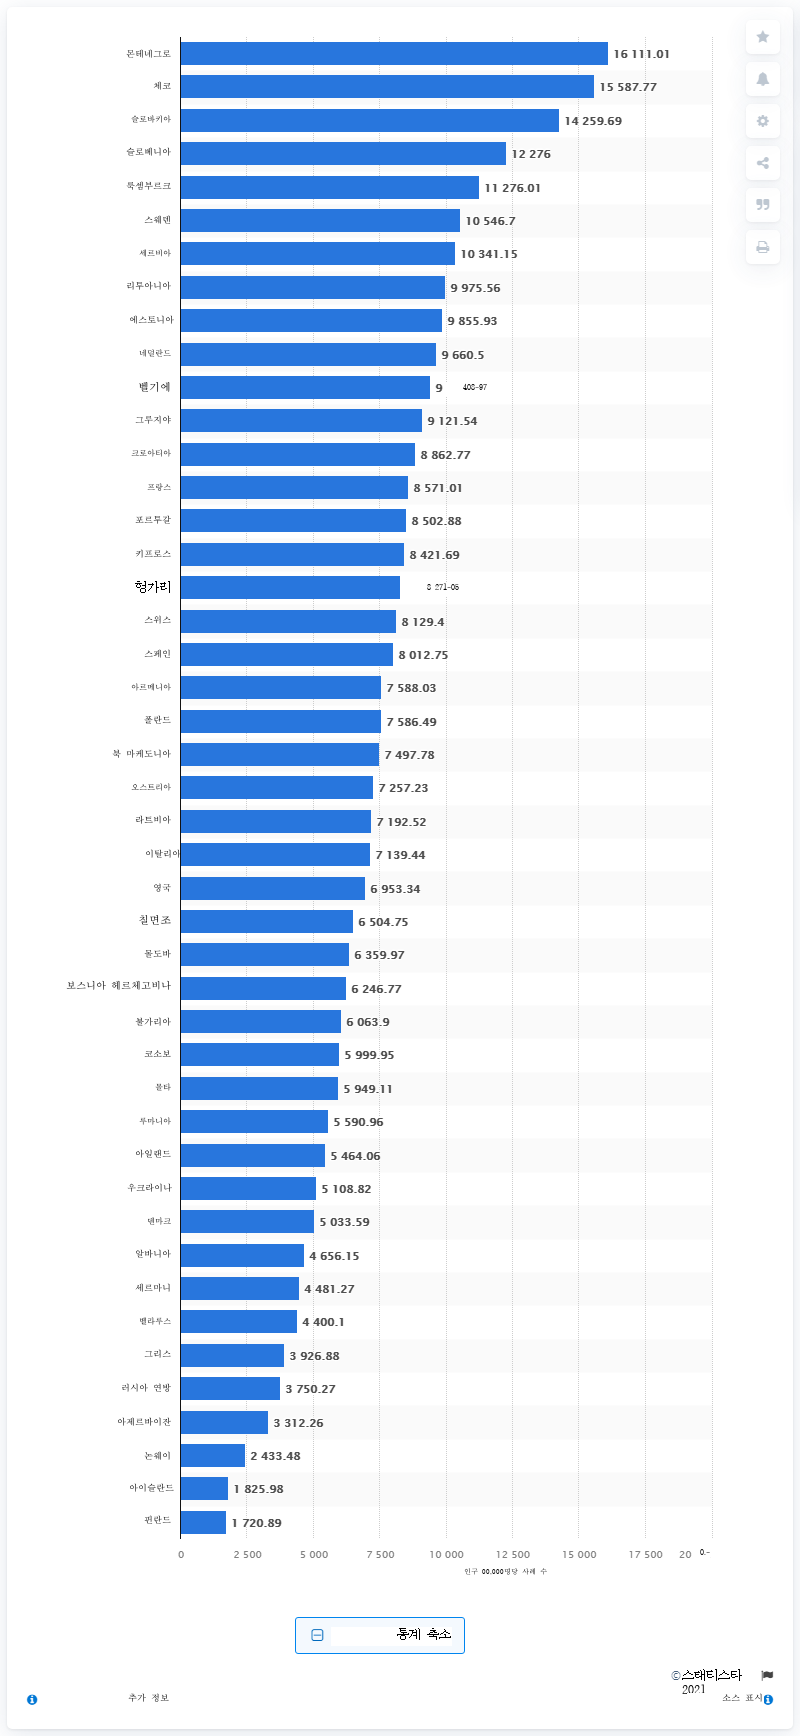 몬테네그로 16 111.01
체코 15 587.77
슬로바키아 14 259.69
슬로베니아 12 276
룩셈부르크 11 276.01
스웨덴 10 546.7
세르비아 10 341.15
리투아니아 9 975.56
에스토니아 9 855.93
네덜란드 9 660.5
벨기에 9 408-97
그루지야 9 121.54
크로아티아 8 862.77
프랑스 8 571.01
포르투갈 8 502.88
키프로스 8 421.69
헝가리 8 271-06
스위스 8 129.4
스페인 8 012.75
아르메니아 7 588.03
폴란드 7 586.49
북 마케도니아 7 497.78
오스트리아 7 257.23
라트비아 7 192.52
이탈리아 7 139.44
영국 6 953.34
칠면조 6 504.75
몰도바 6 359.97
보스니아 헤르체고비나 6 246.77
불가리아 6 063.9
코소보 5 999.95
몰타 5 949.11
루마니아 5 590.96
아일랜드 5 464.06
우크라이나 5 108.82
덴마크 5 033.59
알바니아 4 656.15
세르마니 4 481.27
벨라루스 4 400.1
그리스 3 926.88
러시아 연방 3 750.27
아제르바이잔 3 312.26
논웨이 2 433.48
아이슬란드 1 825.98
핀란드 1 720.89
0 2 500 5 000 7 500 10 000 12 500 15 000 17 500 20 0.-
인구 00,000명당 사례 수
통계 축소
©스태티스타 2021
추가 정보 소스 표시